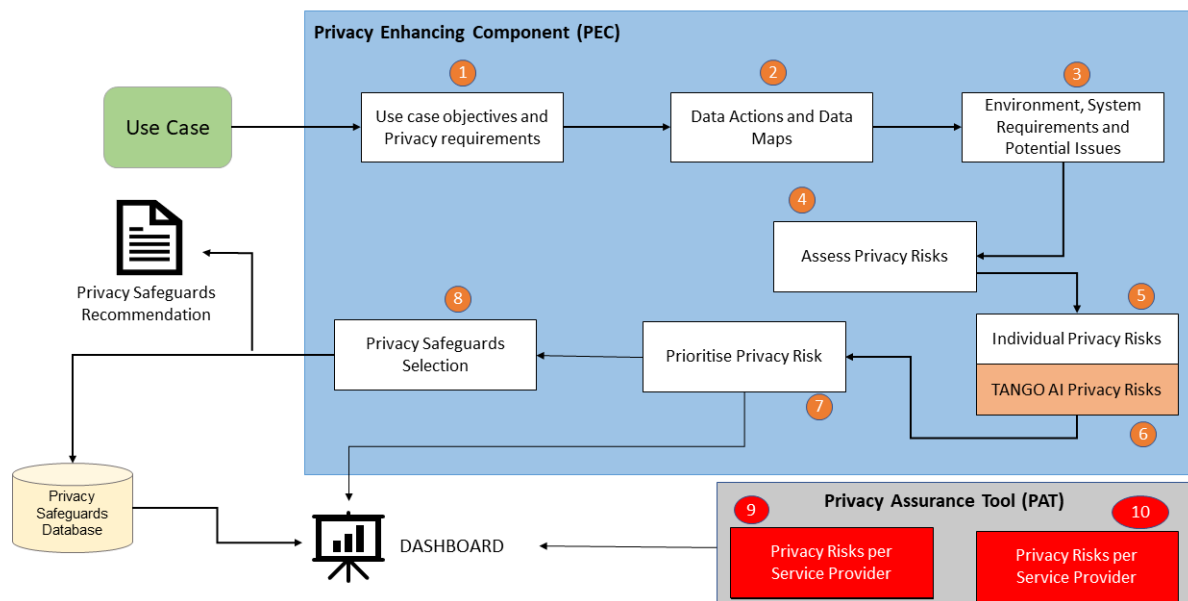 Privacy Enhancing Component (PEC)
1
2
3
Use Case
Use case objectives and
Privacy requirements
Data Actions and Data
Maps
Environment, System
Requirements and
Potential Issues
4
Assess Privacy Risks
Privacy Safeguards
Recommendation
8
5
Privacy Safeguards
Selection
Prioritise Privacy Risk
Individual Privacy Risks
TANGO AI Privacy Risks
7
6
Privacy
Safeguards
Database
DASHBOARD
Privacy Assurance Tool (PAT)
9
10
Privacy Risks per
Service Provider
Privacy Risks per
Service Provider